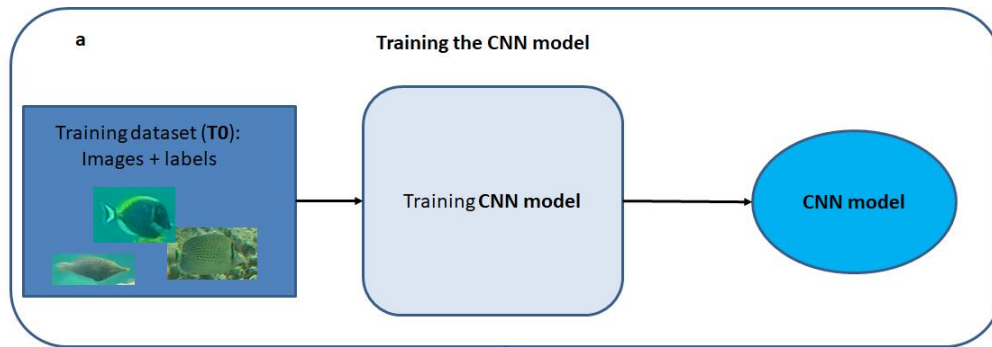 a
Training the CNN model
Training dataset (T0):
Images + labels
Training CNN model
CNN model